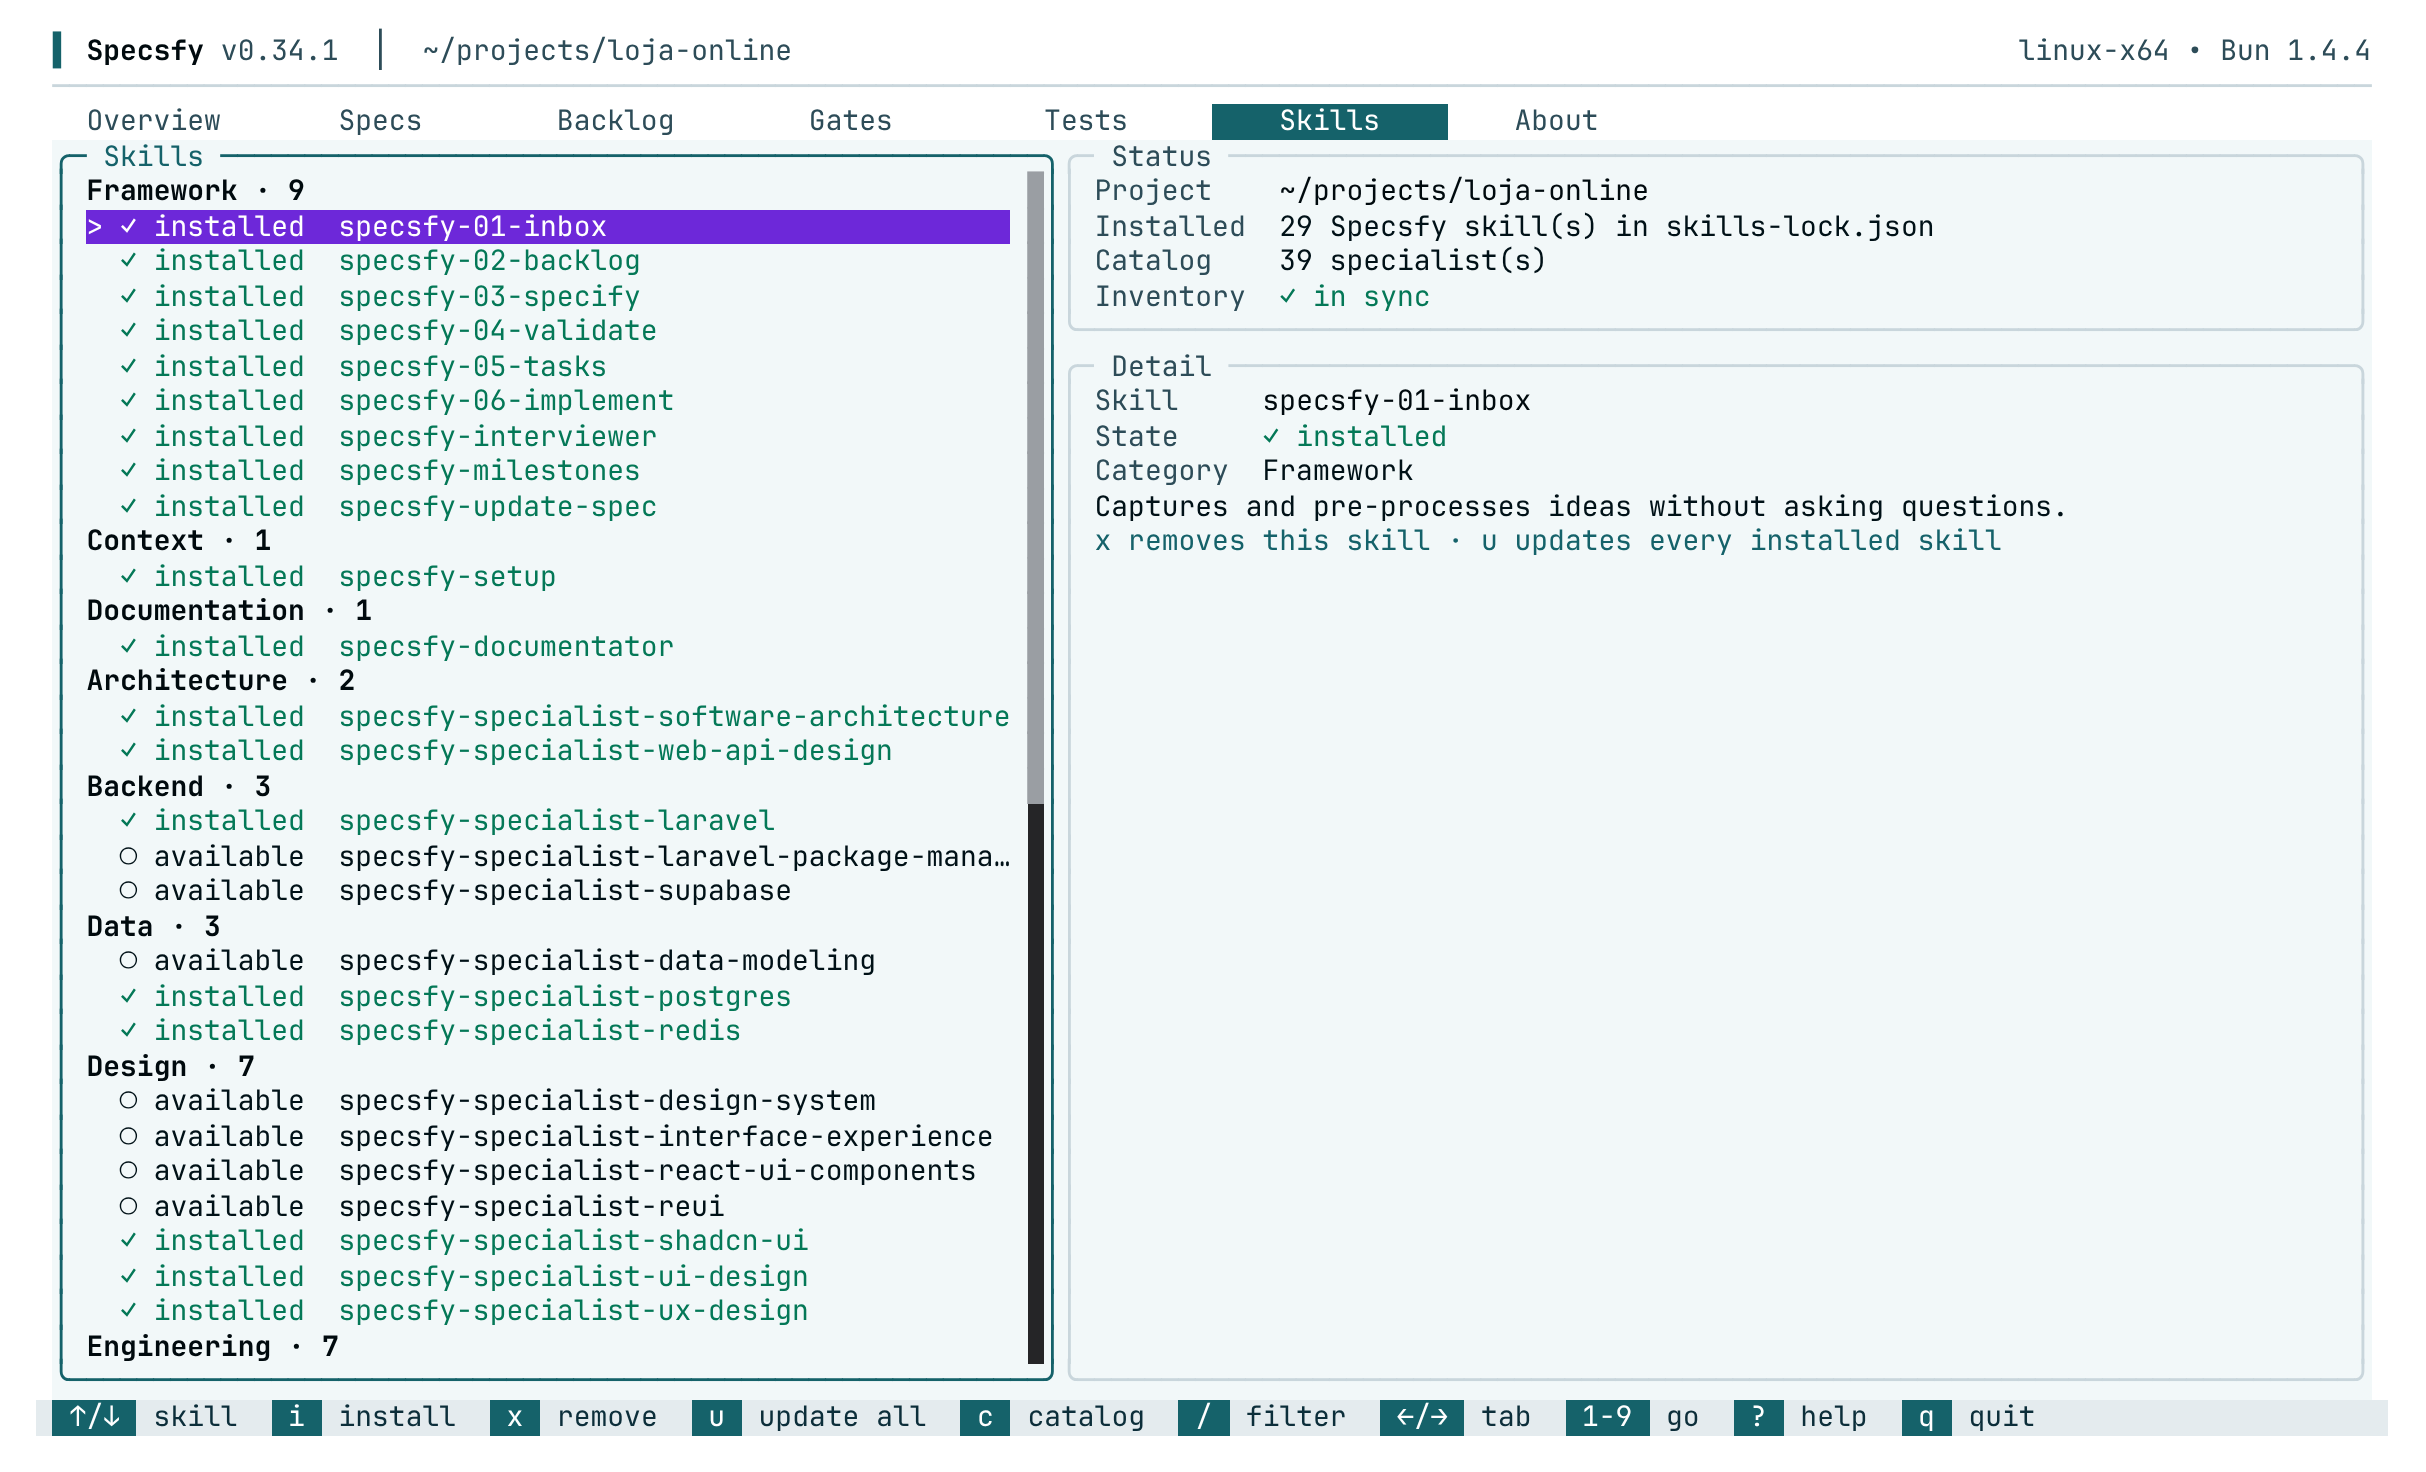 Specsfy v0.34.1 │ ~/projects/loja-online linux-x64 • Bun 1.4.4
Overview Specs Backlog Gates Tests Skills About
Skills
Framework · 9
> ✓ installed specsfy-01-inbox
✓ installed specsfy-02-backlog
✓ installed specsfy-03-specify
✓ installed specsfy-04-validate
✓ installed specsfy-05-tasks
✓ installed specsfy-06-implement
✓ installed specsfy-interviewer
✓ installed specsfy-milestones
✓ installed specsfy-update-spec
Context · 1
✓ installed specsfy-setup
Documentation · 1
✓ installed specsfy-documentator
Architecture · 2
✓ installed specsfy-specialist-software-architecture
✓ installed specsfy-specialist-web-api-design
Backend · 3
✓ installed specsfy-specialist-laravel
○ available specsfy-specialist-laravel-package-mana…
○ available specsfy-specialist-supabase
Data · 3
○ available specsfy-specialist-data-modeling
✓ installed specsfy-specialist-postgres
✓ installed specsfy-specialist-redis
Design · 7
○ available specsfy-specialist-design-system
○ available specsfy-specialist-interface-experience
○ available specsfy-specialist-react-ui-components
○ available specsfy-specialist-reui
✓ installed specsfy-specialist-shadcn-ui
✓ installed specsfy-specialist-ui-design
✓ installed specsfy-specialist-ux-design
Engineering · 7
Status
Project ~/projects/loja-online
Installed 29 Specsfy skill(s) in skills-lock.json
Catalog 39 specialist(s)
Inventory ✓ in sync
Detail
Skill specsfy-01-inbox
State ✓ installed
Category Framework
Captures and pre-processes ideas without asking questions.
x removes this skill · u updates every installed skill
↑/↓ skill i install x remove u update all c catalog / filter ←/→ tab 1-9 go ? help q quit